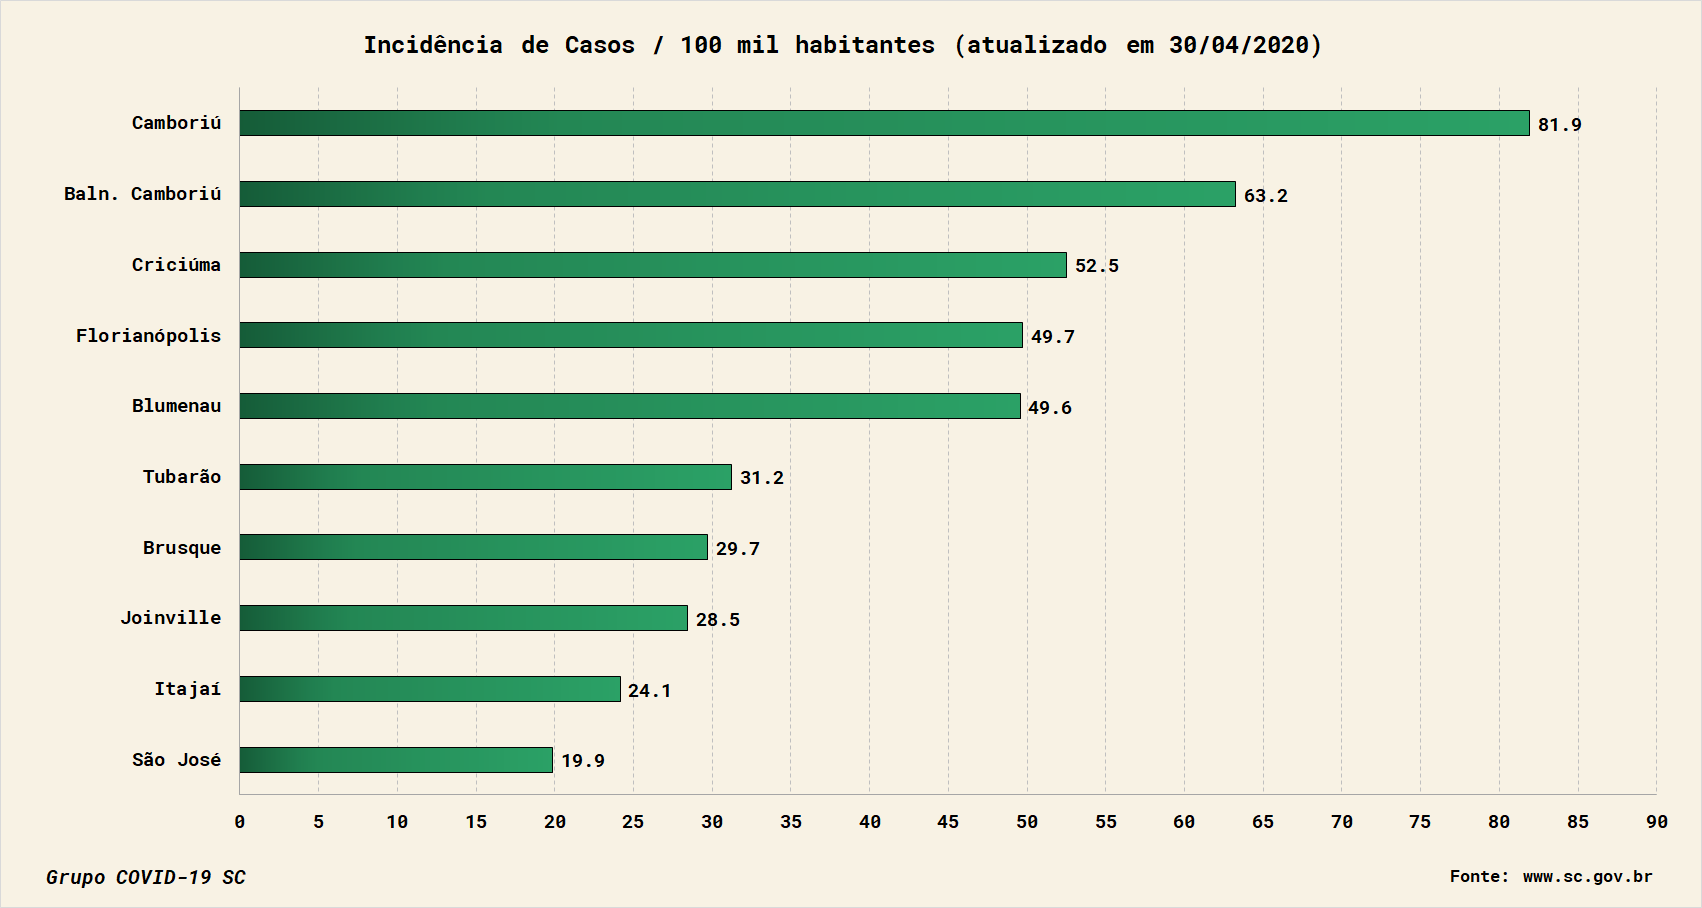 Incidência de Casos / 100 mil habitantes (atualizado em 30/04/2020)
Camboriú 81.9
Baln. Camboriú 63.2
Criciúma 52.5
Florianópolis 49.7
Blumenau 49.6
Tubarão 31.2
Brusque 29.7
Joinville 28.5
Itajaí 24.1
São José 19.9
0 5 10 15 20 25 30 35 40 45 50 55 60 65 70 75 80 85 90
Grupo COVID-19 SC
Fonte: www.sc.gov.br